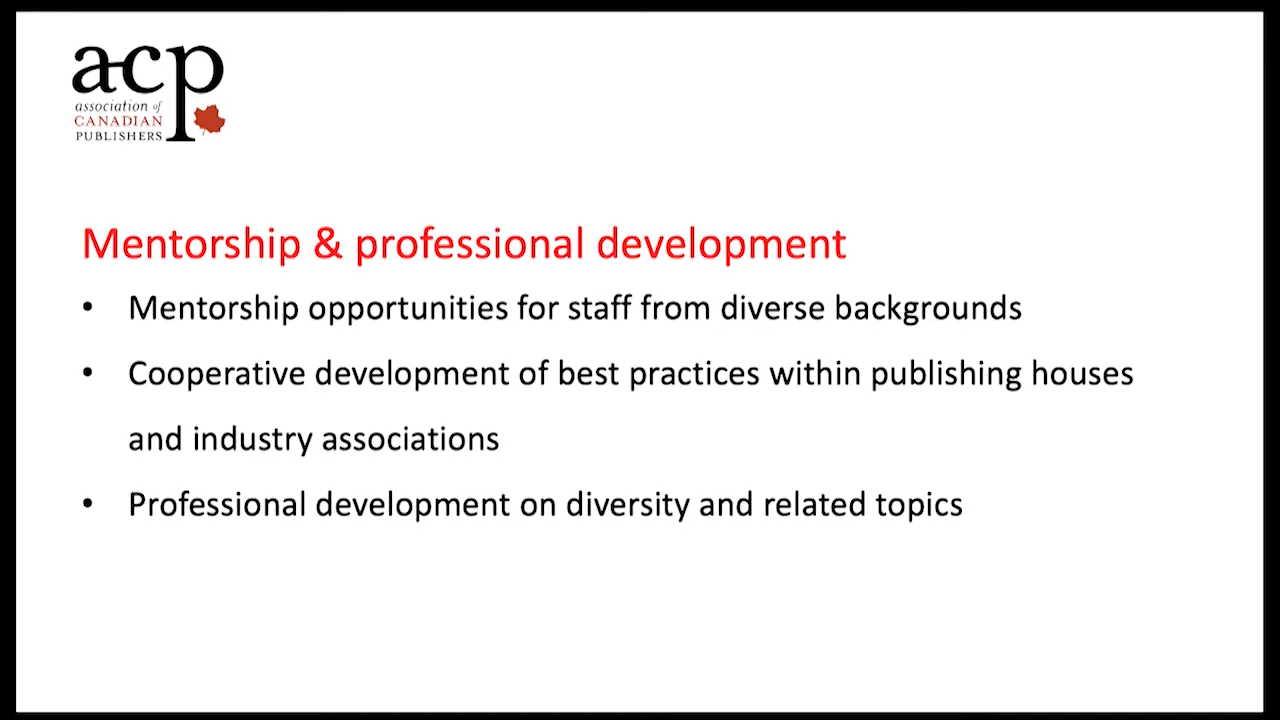 acp
association of
CANADIAN
PUBLISHERS
Mentorship & professional development
• Mentorship opportunities for staff from diverse backgrounds
• Cooperative development of best practices within publishing houses
and industry associations
• Professional development on diversity and related topics